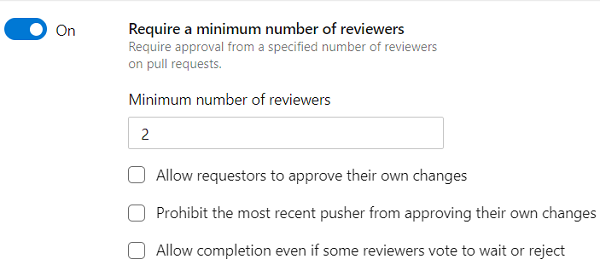 On
Require a minimum number of reviewers
Require approval from a specified number of reviewers
on pull requests.
Minimum number of reviewers
2
Allow requestors to approve their own changes
Prohibit the most recent pusher from approving their own changes
Allow completion even if some reviewers vote to wait or reject